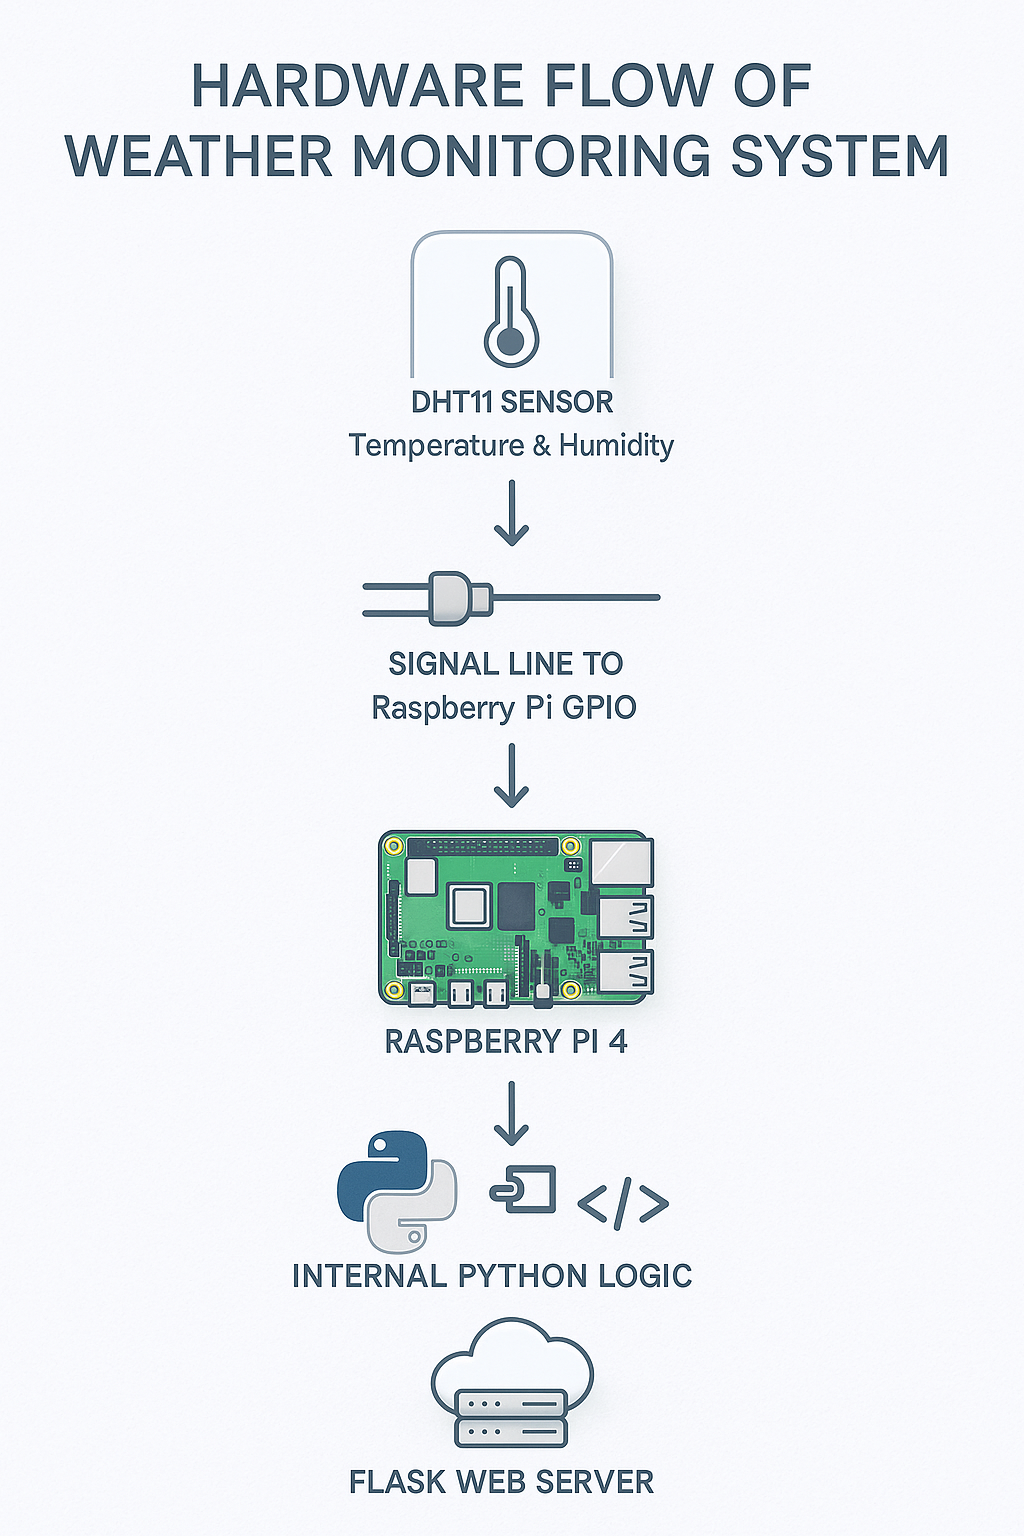 HARDWARE FLOW OF
WEATHER MONITORING SYSTEM
DHT11 SENSOR
Temperature & Humidity
SIGNAL LINE TO
Raspberry Pi GPIO
RASPBERRY PI 4
</>
INTERNAL PYTHON LOGIC
FLASK WEB SERVER